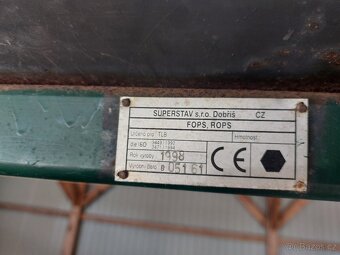 SUPERSTAV s.r.o. Dobříš CZ
FOPS, ROPS
Určeno pro TLB Hmotnost
dle ISO
Rok výroby 1998
Výrobní číslo 8 051 61
CE